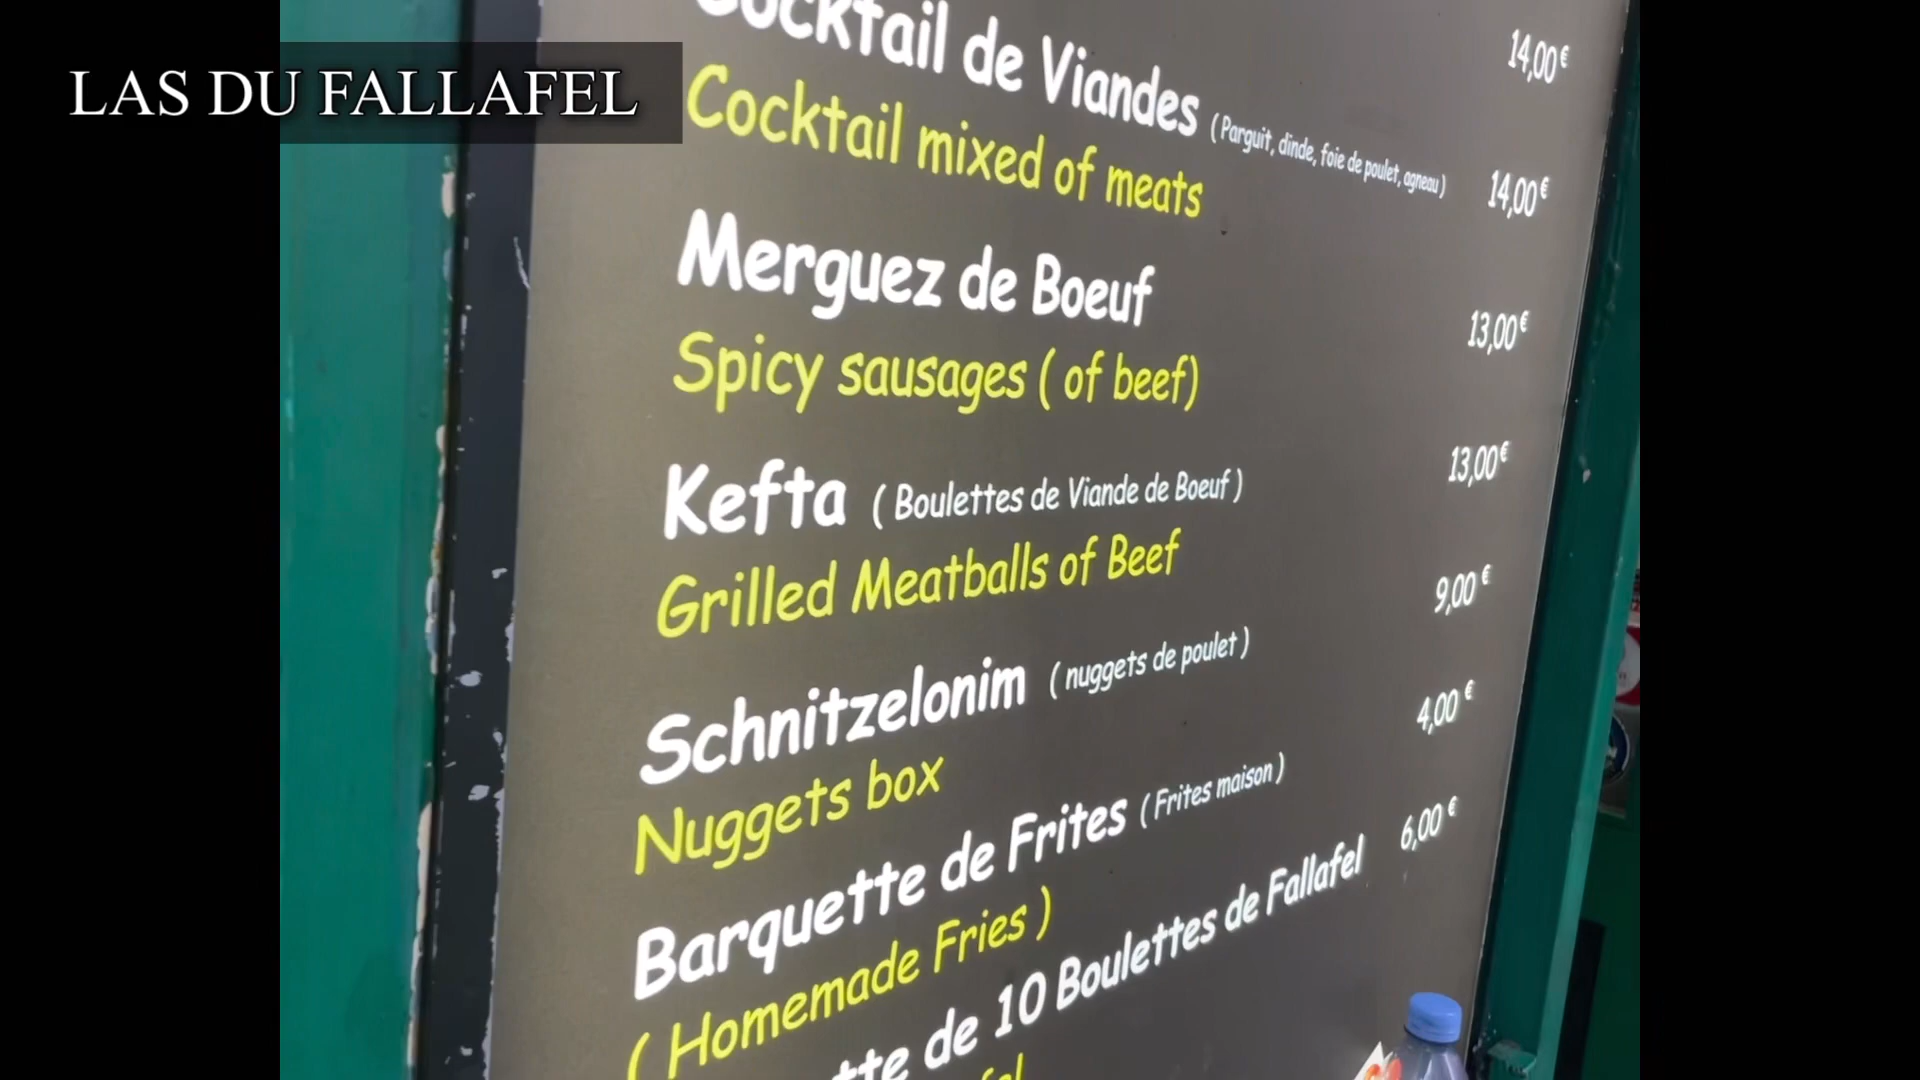 LAS DU FALLAFEL
14,00€
Cocktail de Viandes (Parguit, dinde, foie de poulet, agneau) 14,00€
Cocktail mixed of meats
Merguez de Boeuf 13,00€
Spicy sausages ( of beef)
Kefta ( Boulettes de Viande de Boeuf ) 13,00€
Grilled Meatballs of Beef
Schnitzelonim ( nuggets de poulet ) 9,00 €
Nuggets box
Barquette de Frites ( Frites maison ) 4,00 €
( Homemade Fries )
de 10 Boulettes de Fallafel 6,00 €